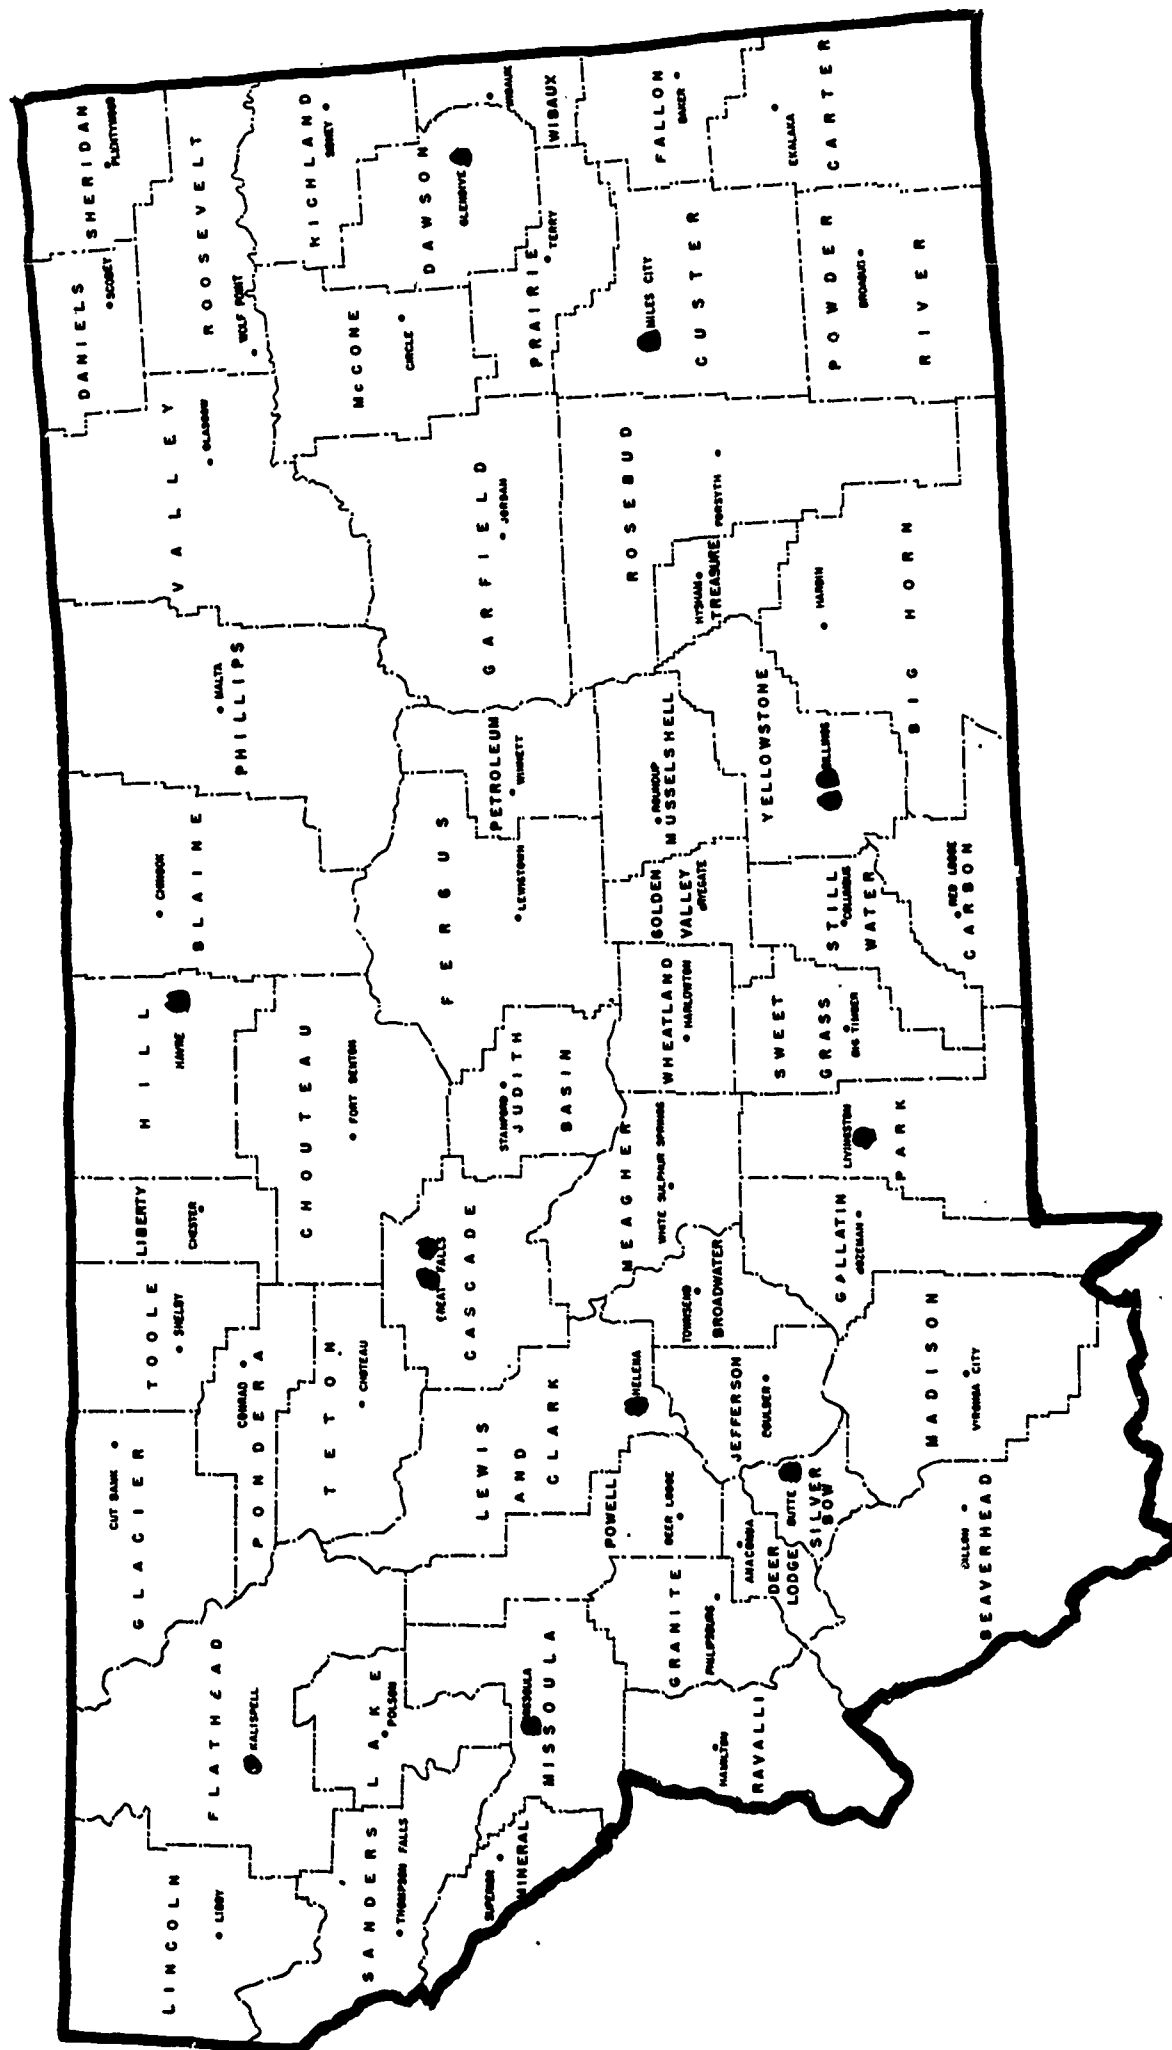 LINCOLN
LIBBY
FLATHEAD
KALISPELL
GLACIER
CUT BANK
TOOLE
SHELBY
LIBERTY
CHESTER
HILL
HAVRE
BLAINE
CHINOOK
PHILLIPS
MALTA
VALLEY
GLASGOW
DANIELS
SCOBEY
SHERIDAN
PLENTYWOOD
ROOSEVELT
WOLF POINT
SANDERS
THOMPSON FALLS
LAKE
POLSON
PONDERA
CONRAD
TETON
CHOTEAU
CHOUTEAU
FORT BENTON
RICHLAND
SIDNEY
McCONE
CIRCLE
DAWSON
GLENDIVE
WIBAUX
WIBAUX
MINERAL
SUPERIOR
MISSOULA
MISSOULA
LEWIS
AND
CLARK
HELENA
CASCADE
GREAT FALLS
JUDITH
BASIN
STANFORD
FERGUS
LEWISTOWN
PETROLEUM
WINNETT
GARFIELD
JORDAN
PRAIRIE
TERRY
POWELL
DEER LODGE
GRANITE
PHILIPSBURG
RAVALLI
HAMILTON
DEER
LODGE
ANACONDA
SILVER
BOW
BUTTE
JEFFERSON
BOULDER
BROADWATER
TOWNSEND
MEAGHER
WHITE SULPHUR SPRINGS
WHEATLAND
HARLOWTON
GOLDEN
VALLEY
RYEGATE
MUSSELSHELL
ROUNDUP
TREASURE
HYSHAM
ROSEBUD
FORSYTH
CUSTER
MILES CITY
FALLON
BAKER
BEAVERHEAD
DILLON
MADISON
VIRGINIA CITY
GALLATIN
BOZEMAN
PARK
LIVINGSTON
SWEET
GRASS
BIG TIMBER
STILL
WATER
COLUMBUS
CARBON
RED LODGE
YELLOWSTONE
BILLINGS
BIG HORN
HARDIN
POWDER
RIVER
BROADUS
CARTER
EKALAKA